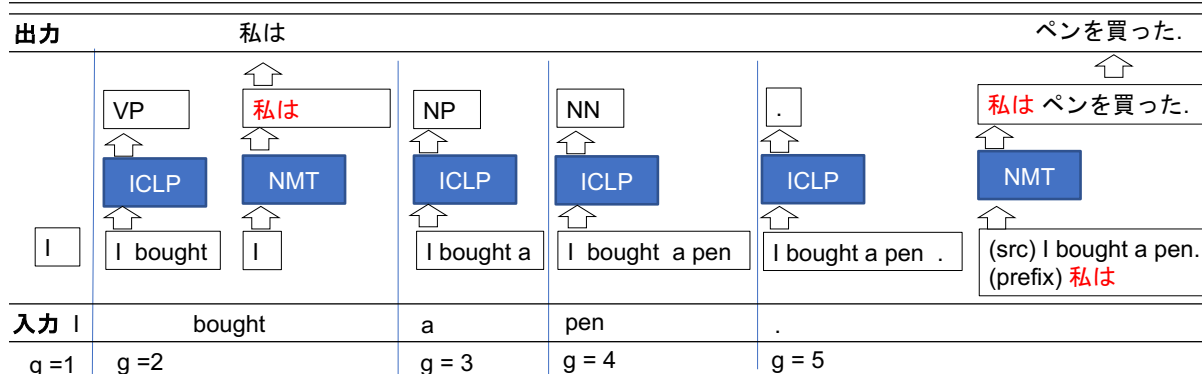 出力 私は ペンを買った.
VP 私は NP NN . 私は ペンを買った.
ICLP NMT ICLP ICLP ICLP NMT
I I bought I I bought a I bought a pen I bought a pen . (src) I bought a pen.
(prefix) 私は
入力 I bought a pen .
g =1 g =2 g = 3 g = 4 g = 5